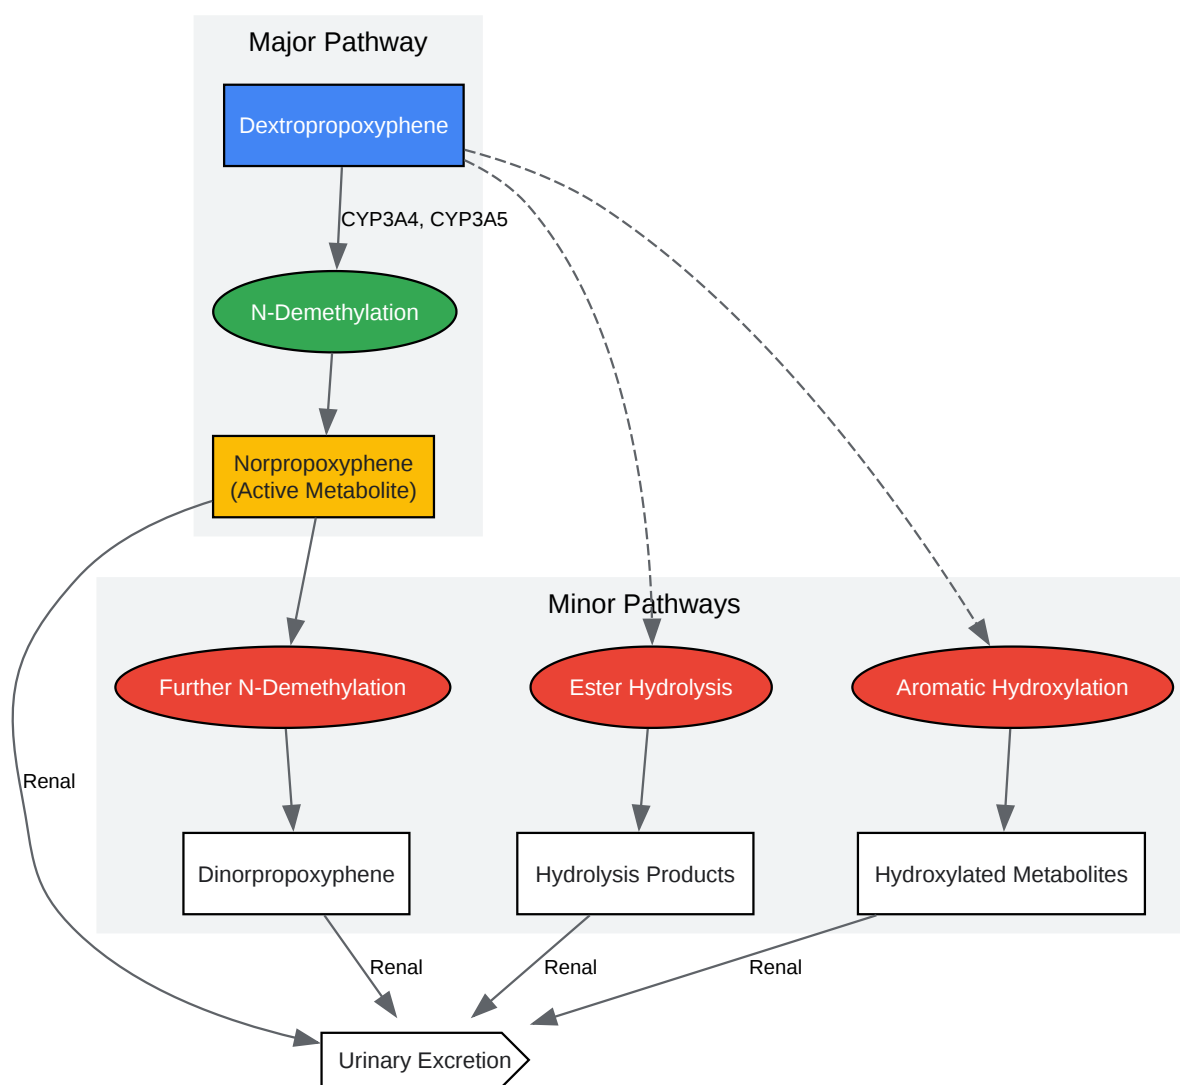 Major Pathway
Dextropropoxyphene
CYP3A4, CYP3A5
N-Demethylation
Norpropoxyphene
(Active Metabolite)
Minor Pathways
Further N-Demethylation
Ester Hydrolysis
Aromatic Hydroxylation
Renal
Dinorpropoxyphene
Hydrolysis Products
Hydroxylated Metabolites
Renal
Renal
Renal
Urinary Excretion